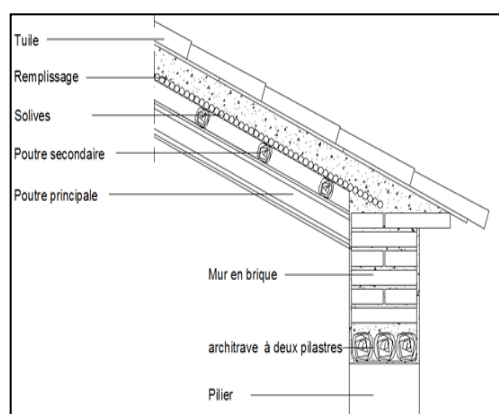 Tuile
Remplissage
Solives
Poutre secondaire
Poutre principale
Mur en brique
architrave à deux pilastres
Pilier